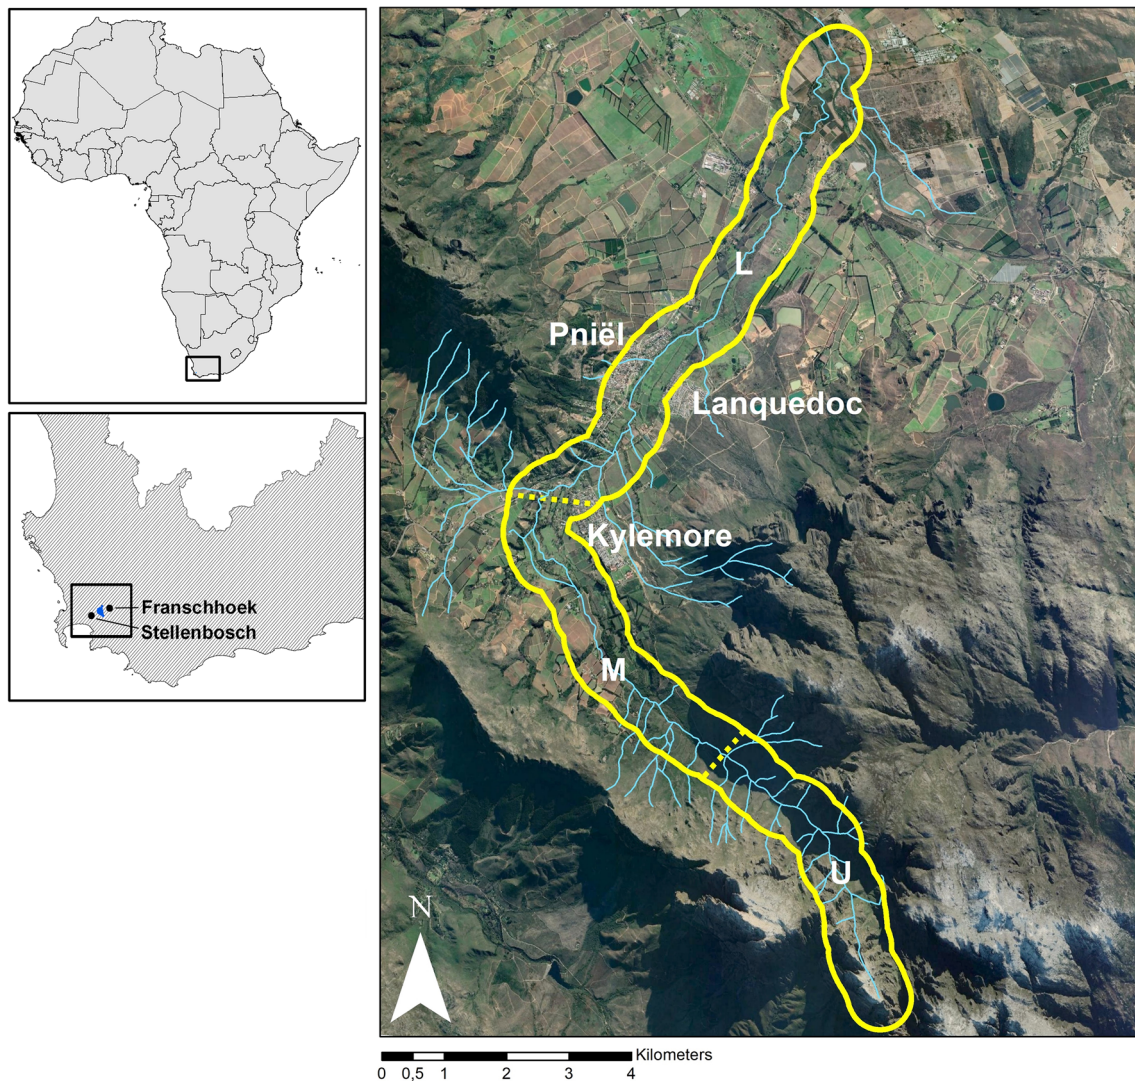 L
Pniël
Lanquedoc
Kylemore
Franschhoek
Stellenbosch
M
U
N
Kilometers
0 0,5 1 2 3 4